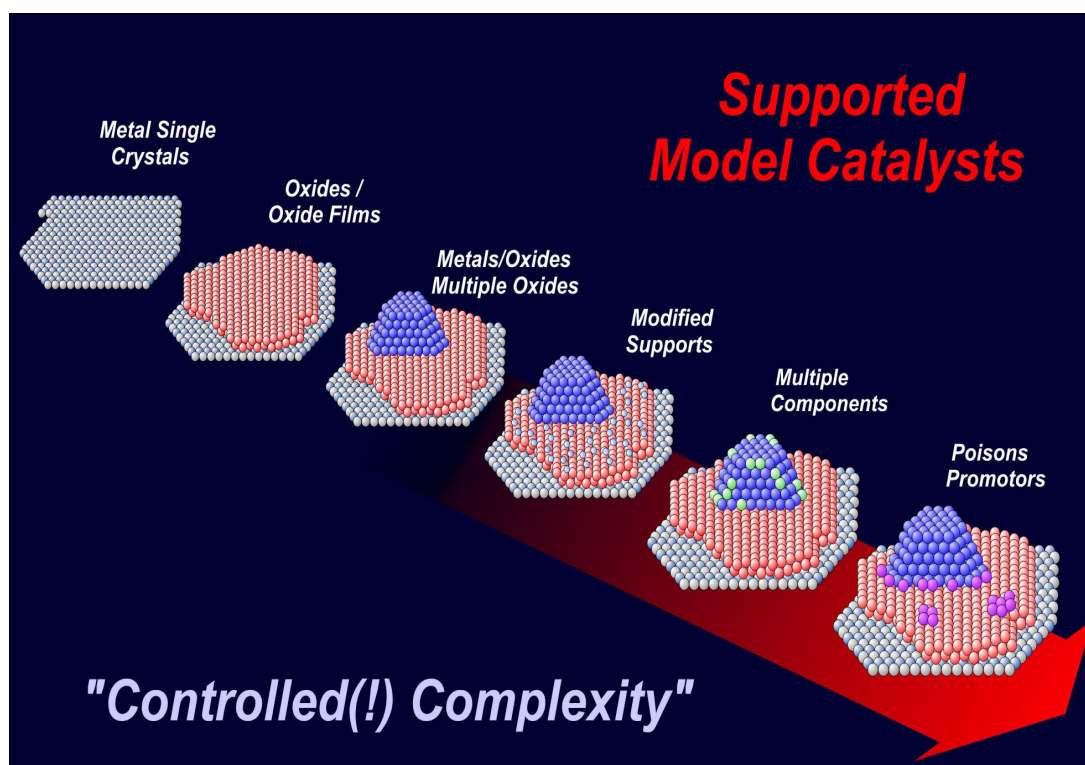 Supported
Model Catalysts
Metal Single
Crystals
Oxides /
Oxide Films
Metals/Oxides
Multiple Oxides
Modified
Supports
Multiple
Components
Poisons
Promotors
"Controlled(!) Complexity"